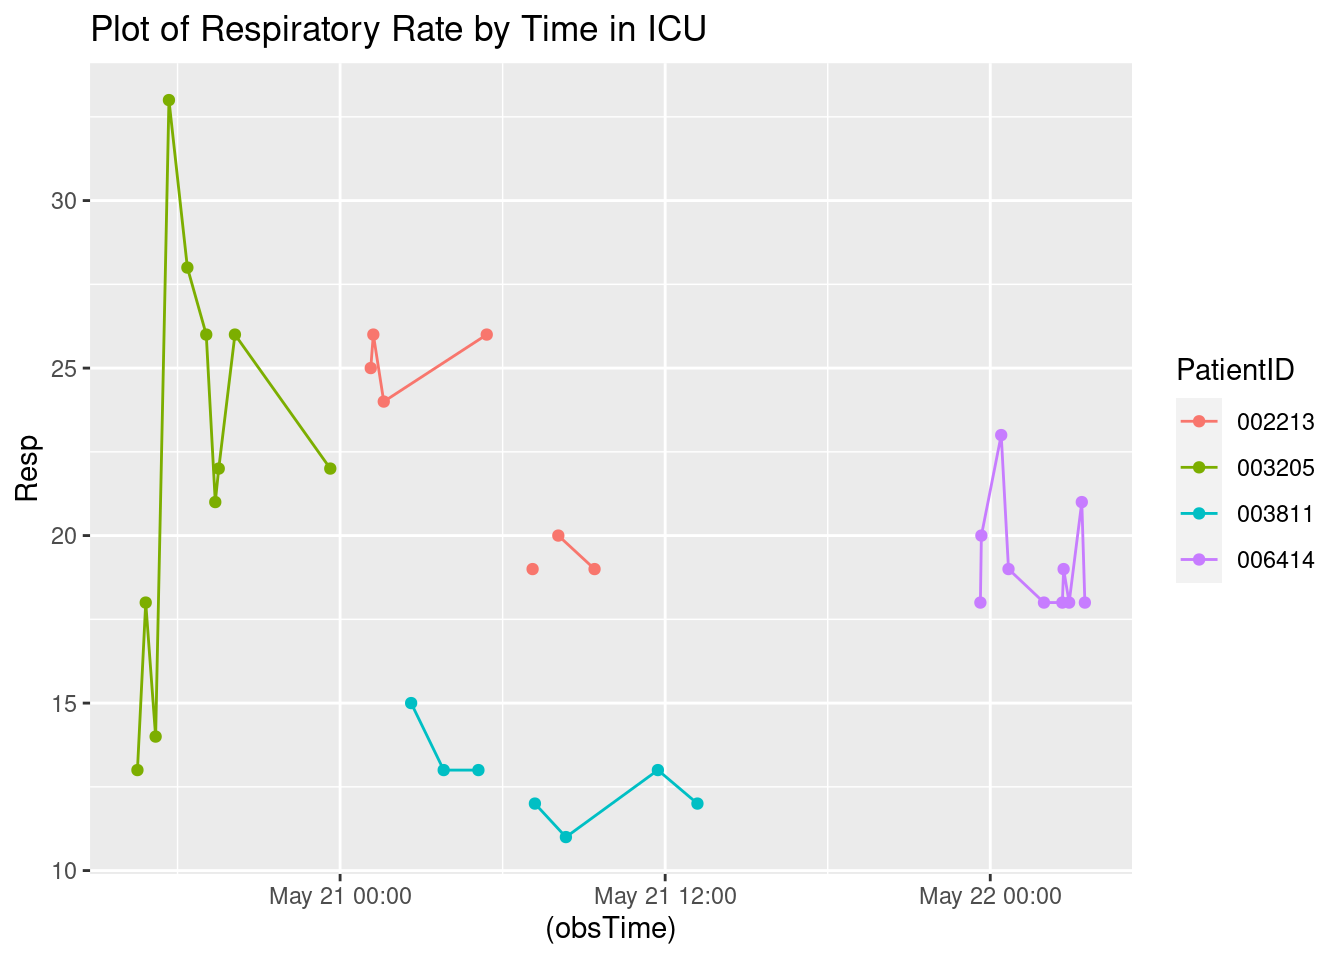 Plot of Respiratory Rate by Time in ICU
30
25
20
15
10
Resp
May 21 00:00
May 21 12:00
May 22 00:00
(obsTime)
PatientID
002213
003205
003811
006414